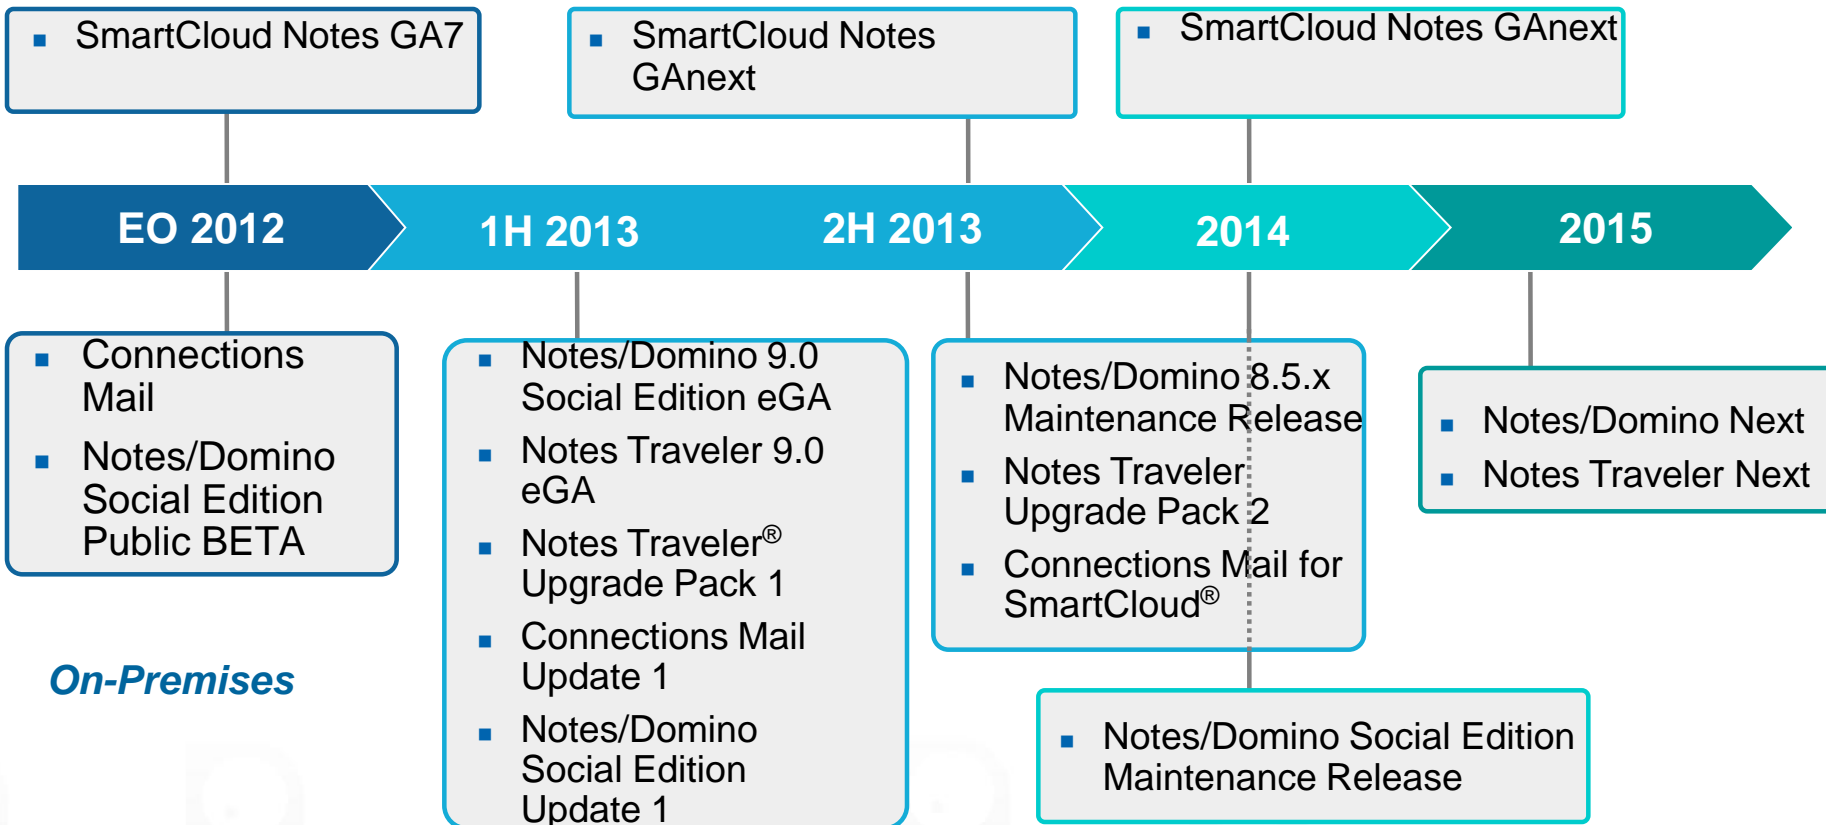 SmartCloud Notes GA7
SmartCloud Notes
GAnext
SmartCloud Notes GAnext
EO 2012
1H 2013
2H 2013
2014
2015
Connections
Mail
Notes/Domino
Social Edition
Public BETA
Notes/Domino 9.0
Social Edition eGA
Notes Traveler 9.0
eGA
Notes Traveler®
Upgrade Pack 1
Connections Mail
Update 1
Notes/Domino
Social Edition
Update 1
Notes/Domino 8.5.x
Maintenance Release
Notes Traveler
Upgrade Pack 2
Connections Mail for
SmartCloud®
Notes/Domino Next
Notes Traveler Next
On-Premises
Notes/Domino Social Edition
Maintenance Release